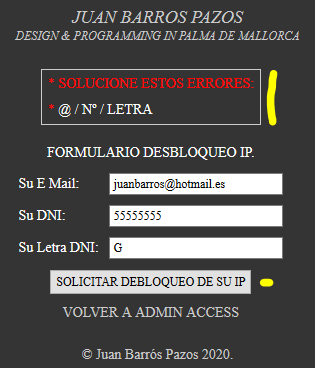 JUAN BARROS PAZOS
DESIGN & PROGRAMMING IN PALMA DE MALLORCA
* SOLUCIONE ESTOS ERRORES:
* @ / Nº / LETRA
FORMULARIO DESBLOQUEO IP.
Su E Mail: juanbarros@hotmail.es
Su DNI: 55555555
Su Letra DNI: G
SOLICITAR DEBLOQUEO DE SU IP
VOLVER A ADMIN ACCESS
© Juan Barrós Pazos 2020.